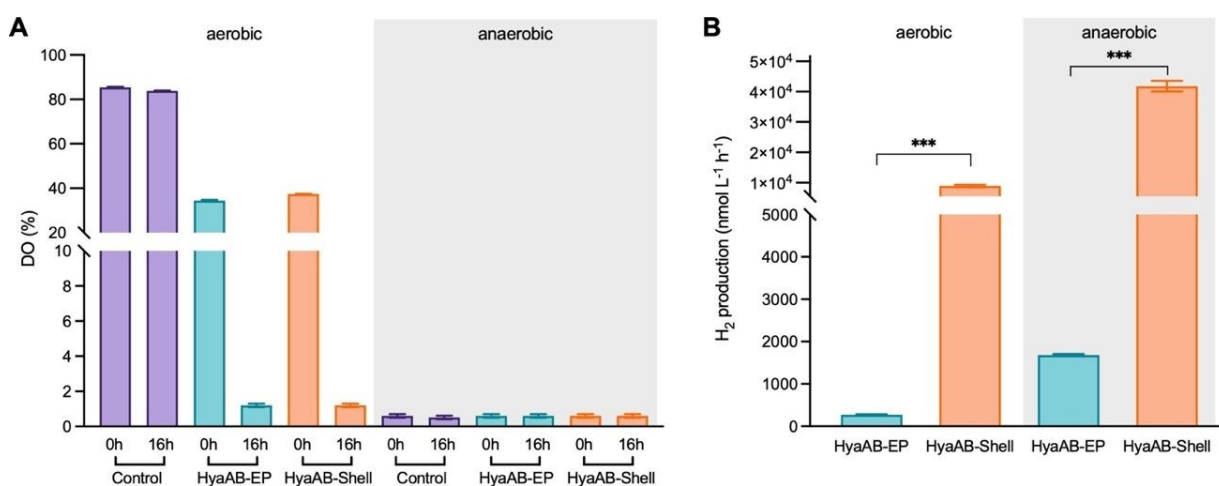 A
aerobic
anaerobic
DO (%)
100
80
60
40
20
10
8
6
4
2
0
0h 16h 0h 16h 0h 16h 0h 16h 0h 16h 0h 16h
Control HyaAB-EP HyaAB-Shell Control HyaAB-EP HyaAB-Shell
B
aerobic
anaerobic
H₂ production (nmol L⁻¹ h⁻¹)
5×10⁴
4×10⁴
3×10⁴
2×10⁴
1×10⁴
5000
4000
3000
2000
1000
0
***
***
HyaAB-EP HyaAB-Shell HyaAB-EP HyaAB-Shell